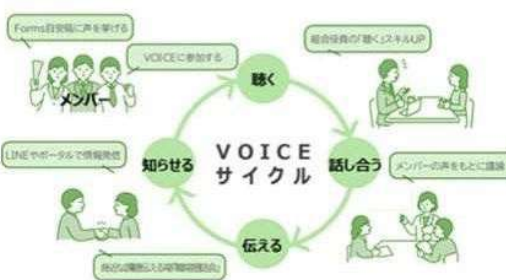 Forms目安箱に声を挙げる
VOICEに参加する
メンバー
聴く
組合役員の「聴く」スキルUP
VOICE
サイクル
話し合う
メンバーの声をもとに議論
伝える
知らせる
LINEやポータルで情報発信